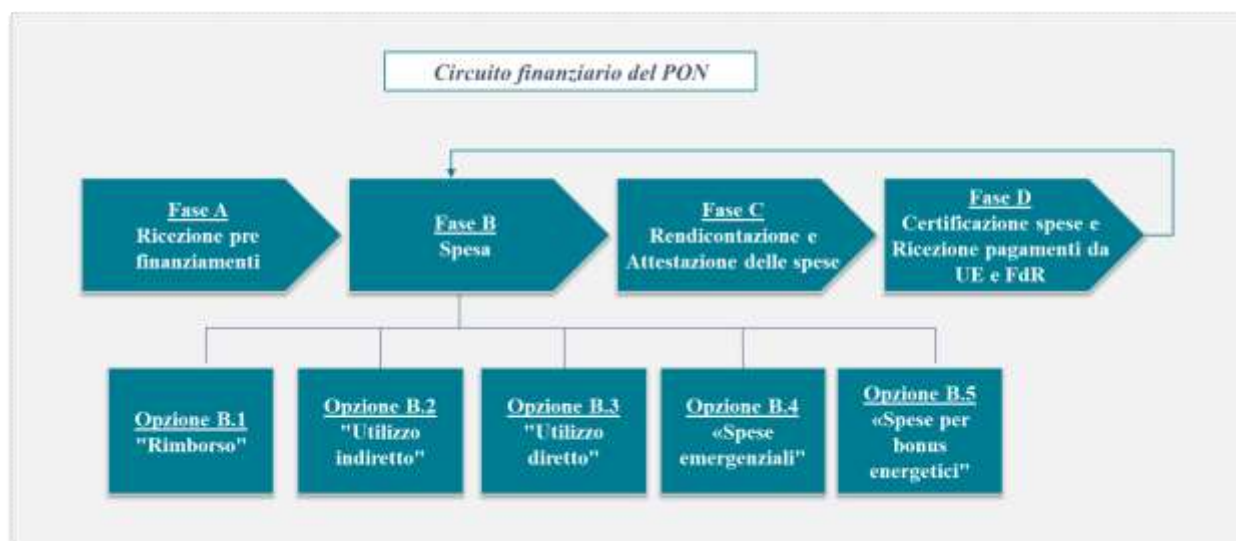 Circuito finanziario del PON
Fase A
Ricezione pre
finanziamenti
Fase B
Spesa
Fase C
Rendicontazione e
Attestazione delle spese
Fase D
Certificazione spese e
Ricezione pagamenti da
UE e FdR
Opzione B.1
"Rimborso"
Opzione B.2
"Utilizzo
indiretto"
Opzione B.3
"Utilizzo
diretto"
Opzione B.4
«Spese
emergenziali"
Opzione B.5
«Spese per
bonus
energetici"